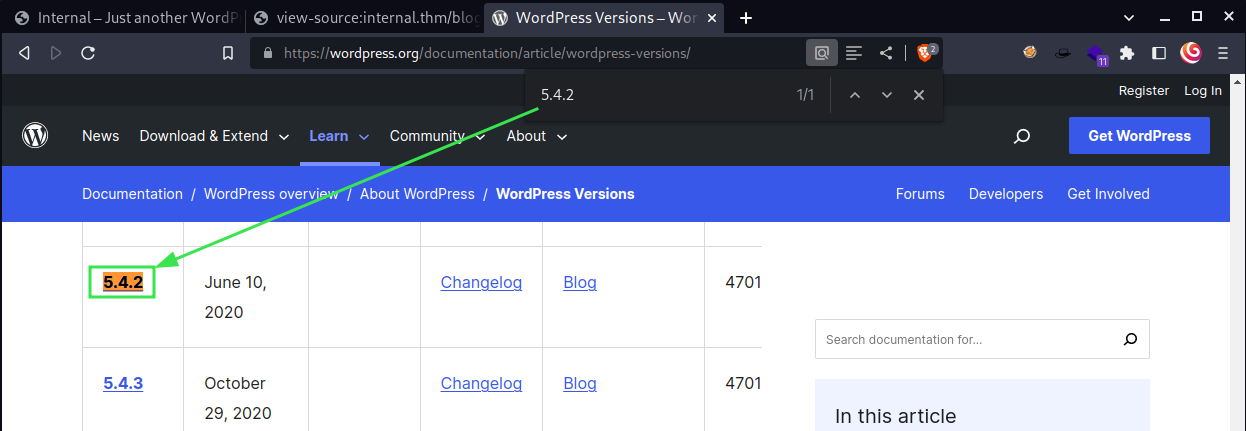 Internal – Just another WordP
view-source:internal.thm/blog
WordPress Versions – Wor
https://wordpress.org/documentation/article/wordpress-versions/
2
11
5.4.2
1/1
Register
Log In
News
Download & Extend
Learn
Community
About
Get WordPress
Documentation / WordPress overview / About WordPress / WordPress Versions
Forums
Developers
Get Involved
5.4.2
June 10,
2020
Changelog
Blog
4701
5.4.3
October
29, 2020
Changelog
Blog
4701
Search documentation for...
In this article